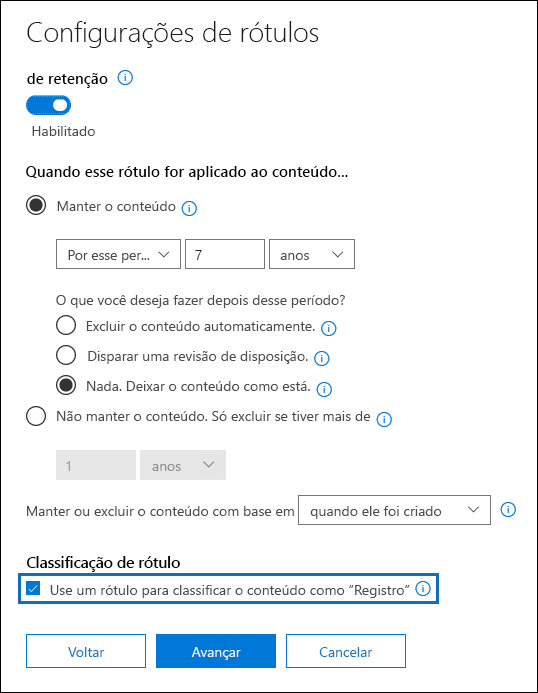 Configurações de rótulos
de retenção
Habilitado
Quando esse rótulo for aplicado ao conteúdo...
Manter o conteúdo
Por esse per... 7 anos
O que você deseja fazer depois desse período?
Excluir o conteúdo automaticamente.
Disparar uma revisão de disposição.
Nada. Deixar o conteúdo como está.
Não manter o conteúdo. Só excluir se tiver mais de
1 anos
Manter ou excluir o conteúdo com base em quando ele foi criado
Classificação de rótulo
Use um rótulo para classificar o conteúdo como “Registro”
Voltar Avançar Cancelar